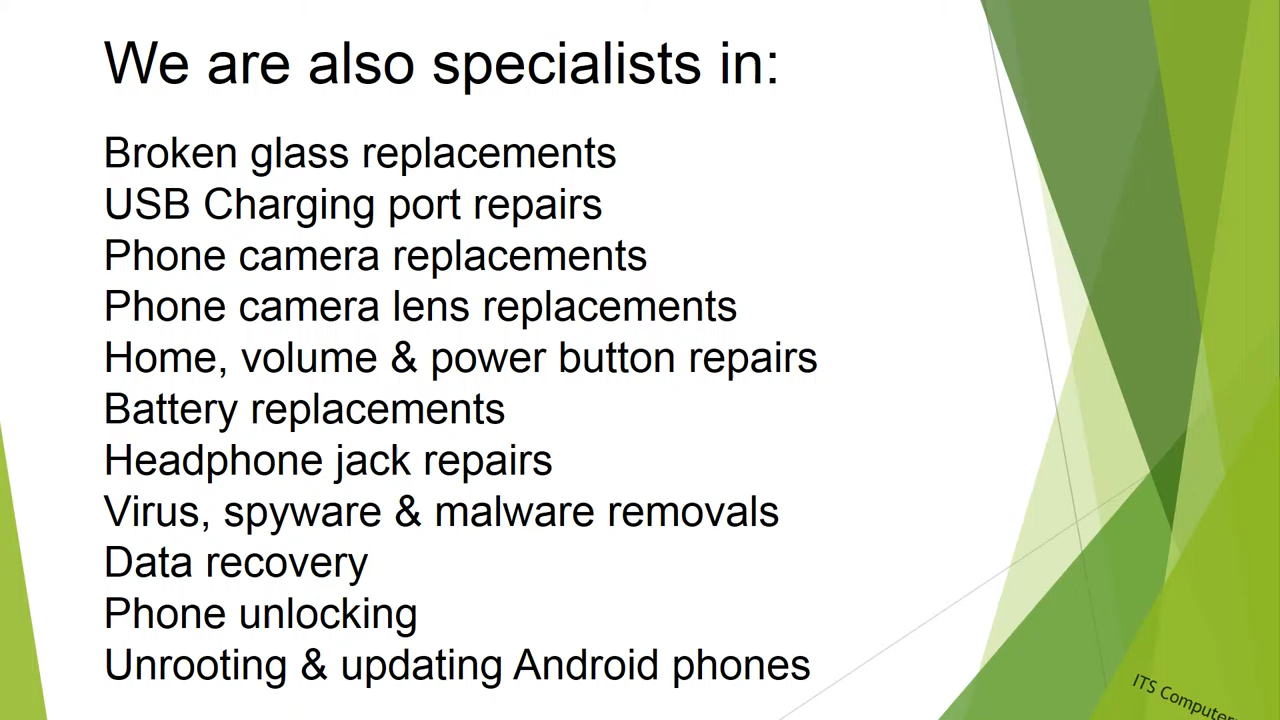 We are also specialists in:
Broken glass replacements
USB Charging port repairs
Phone camera replacements
Phone camera lens replacements
Home, volume & power button repairs
Battery replacements
Headphone jack repairs
Virus, spyware & malware removals
Data recovery
Phone unlocking
Unrooting & updating Android phones
ITS Computer